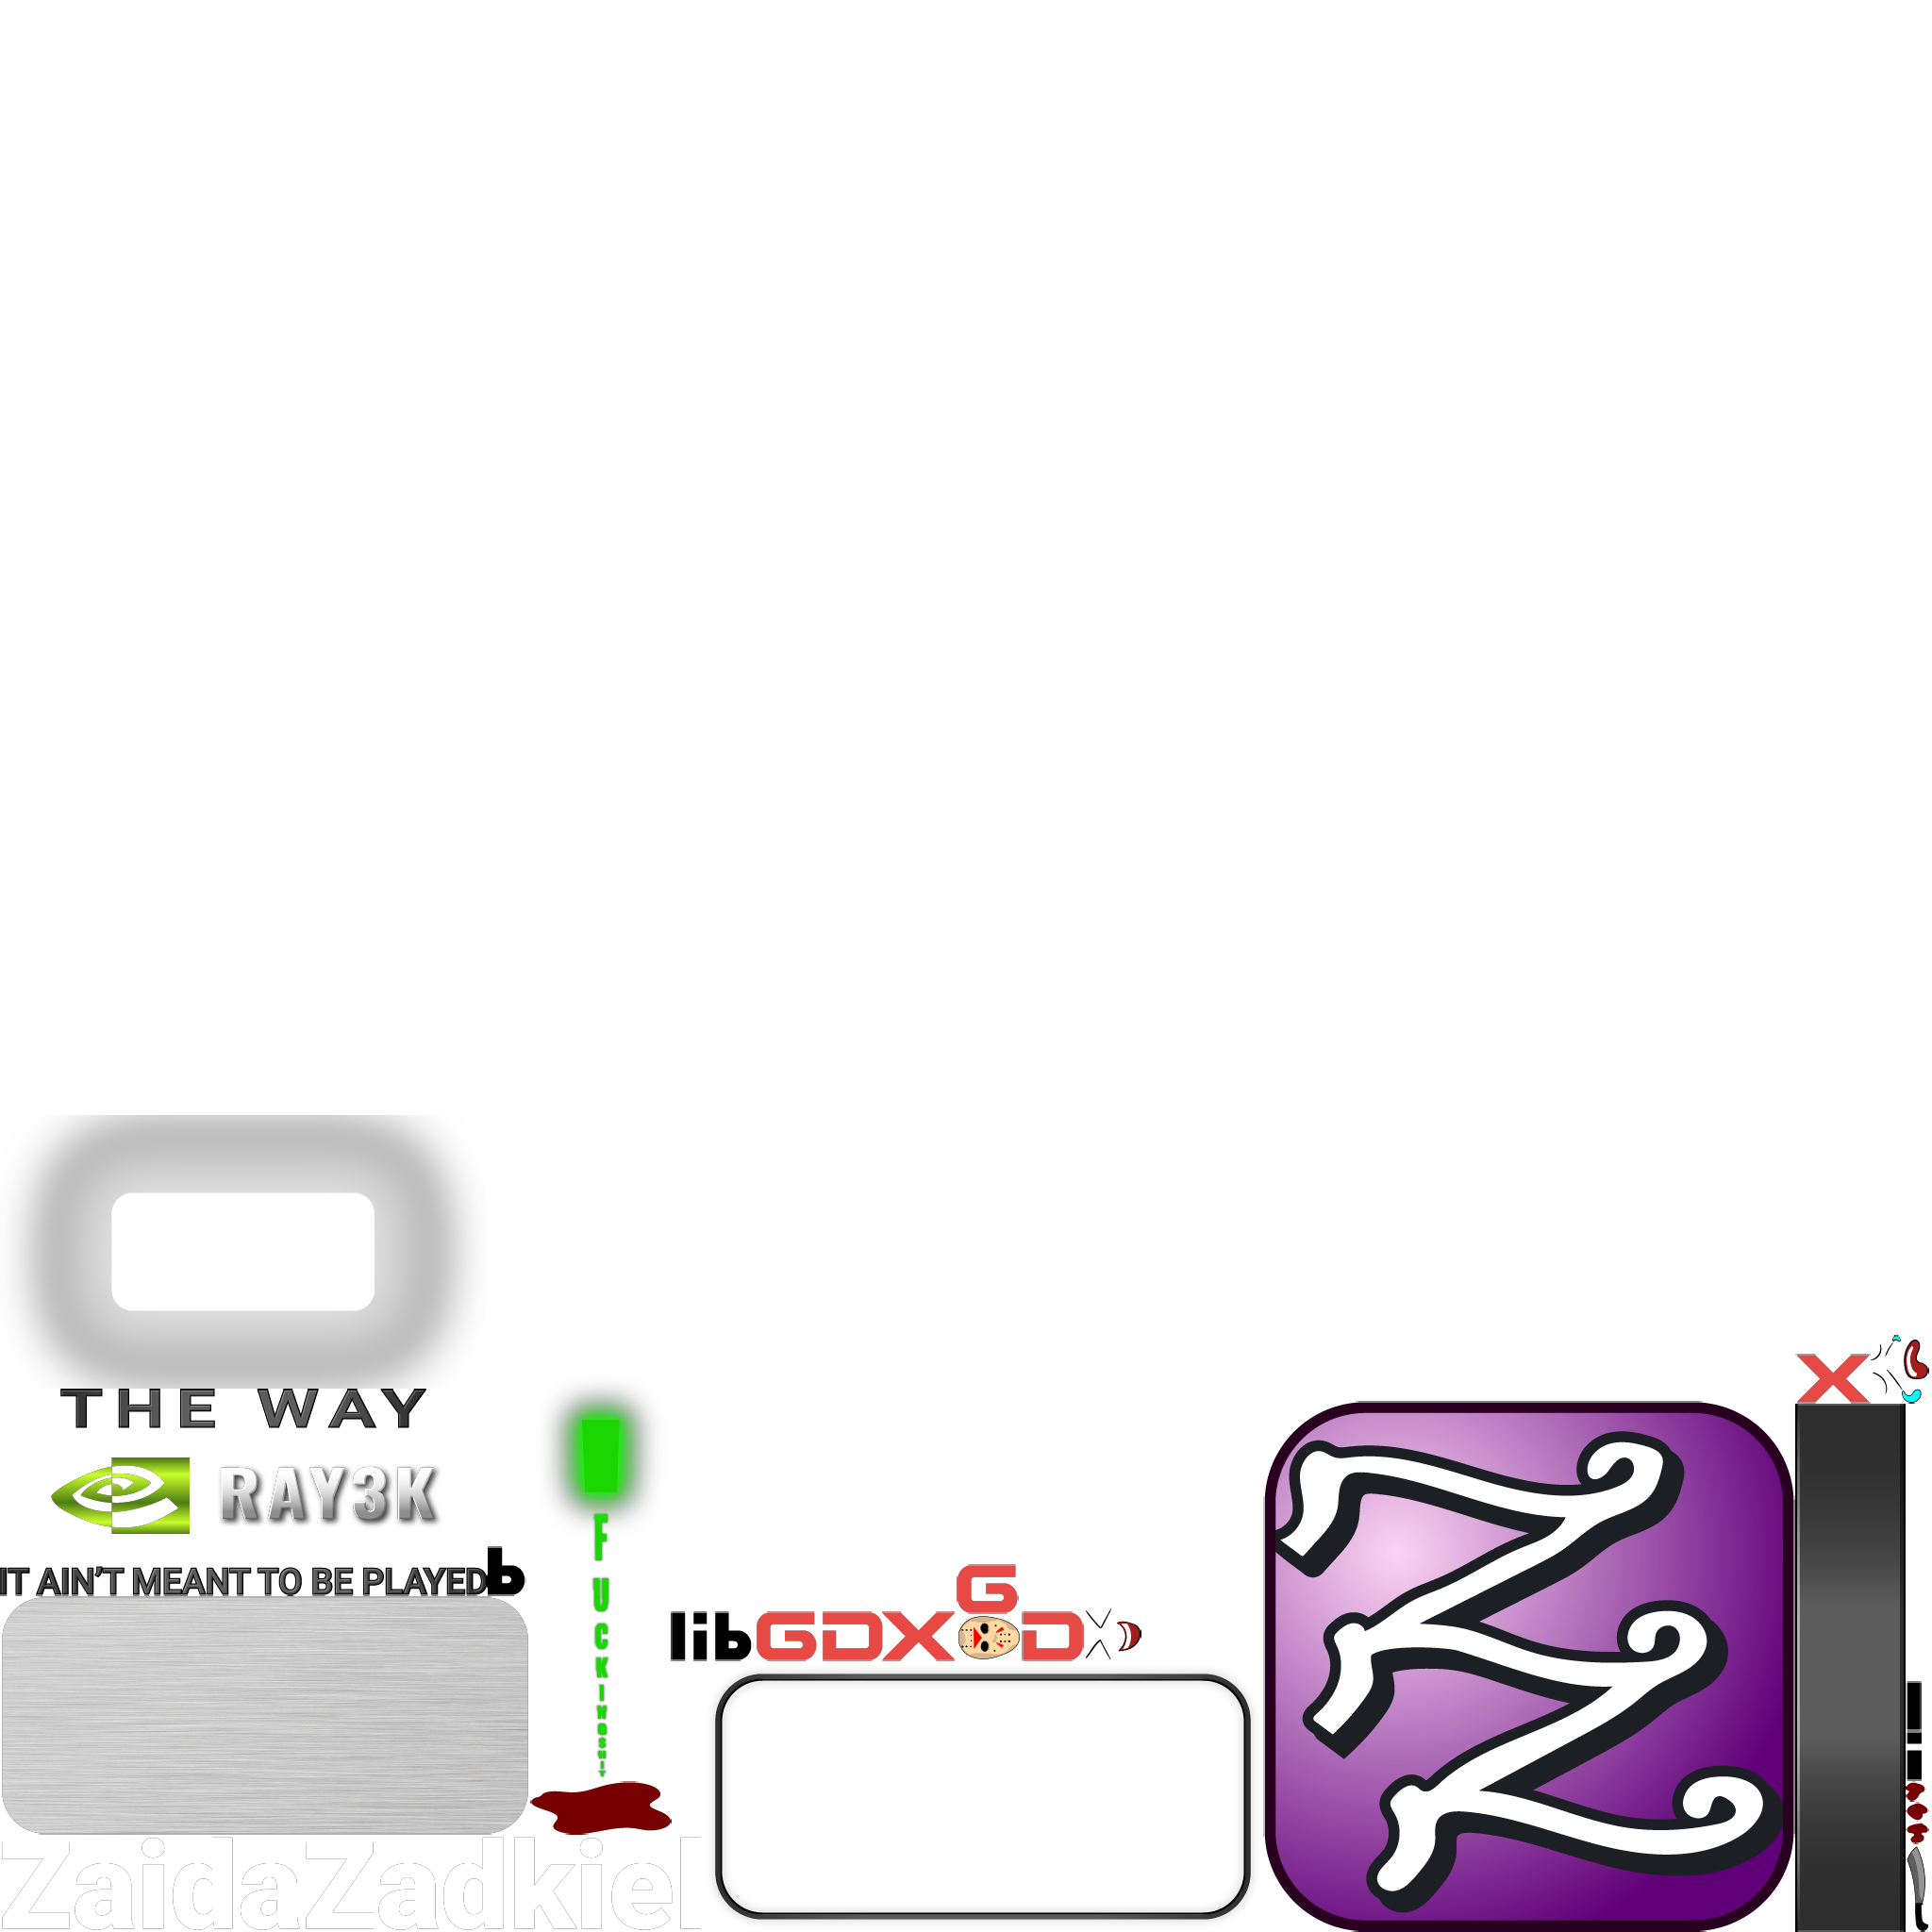 THE WAY
RAY3K
IT AIN'T MEANT TO BE PLAYED
b
F
U
C
K
I
N
G
S
H
I
T
G
libGDX D
X
ZaidaZadkiel